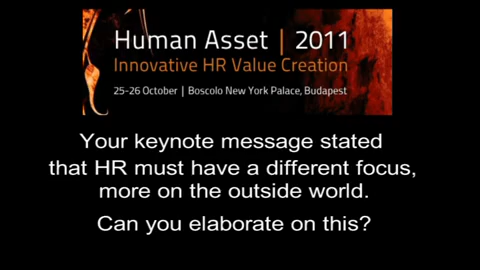 Human Asset | 2011
Innovative HR Value Creation
25-26 October | Boscolo New York Palace, Budapest
Your keynote message stated
that HR must have a different focus,
more on the outside world.
Can you elaborate on this?